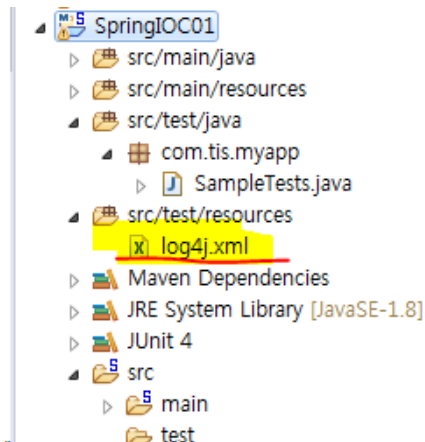 SpringIOC01
src/main/java
src/main/resources
src/test/java
com.tis.myapp
SampleTests.java
src/test/resources
log4j.xml
Maven Dependencies
JRE System Library [JavaSE-1.8]
JUnit 4
src
main
test